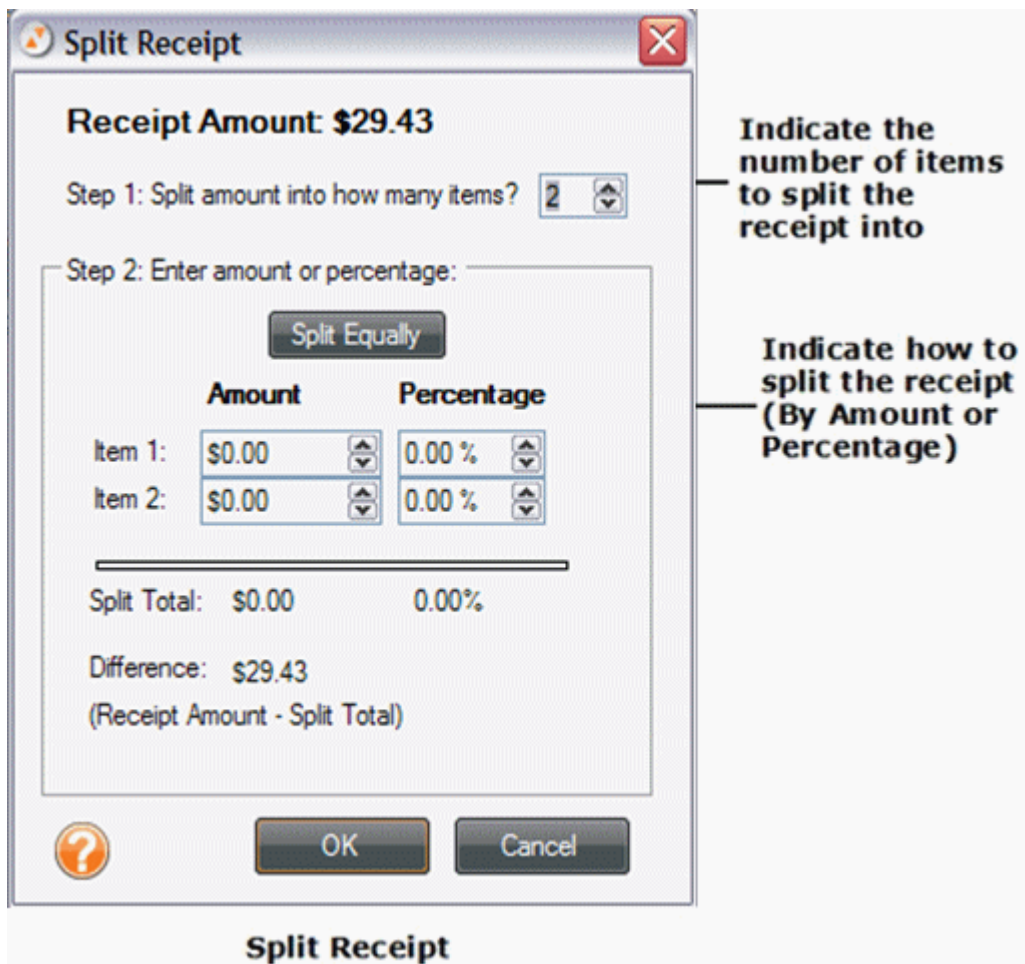 Split Receipt
Receipt Amount: $29.43
Step 1: Split amount into how many items? 2
Step 2: Enter amount or percentage:
Split Equally
Amount Percentage
Item 1: $0.00 0.00 %
Item 2: $0.00 0.00 %
Split Total: $0.00 0.00%
Difference: $29.43
(Receipt Amount - Split Total)
? OK Cancel
Indicate the
number of items
to split the
receipt into
Indicate how to
split the receipt
(By Amount or
Percentage)
Split Receipt